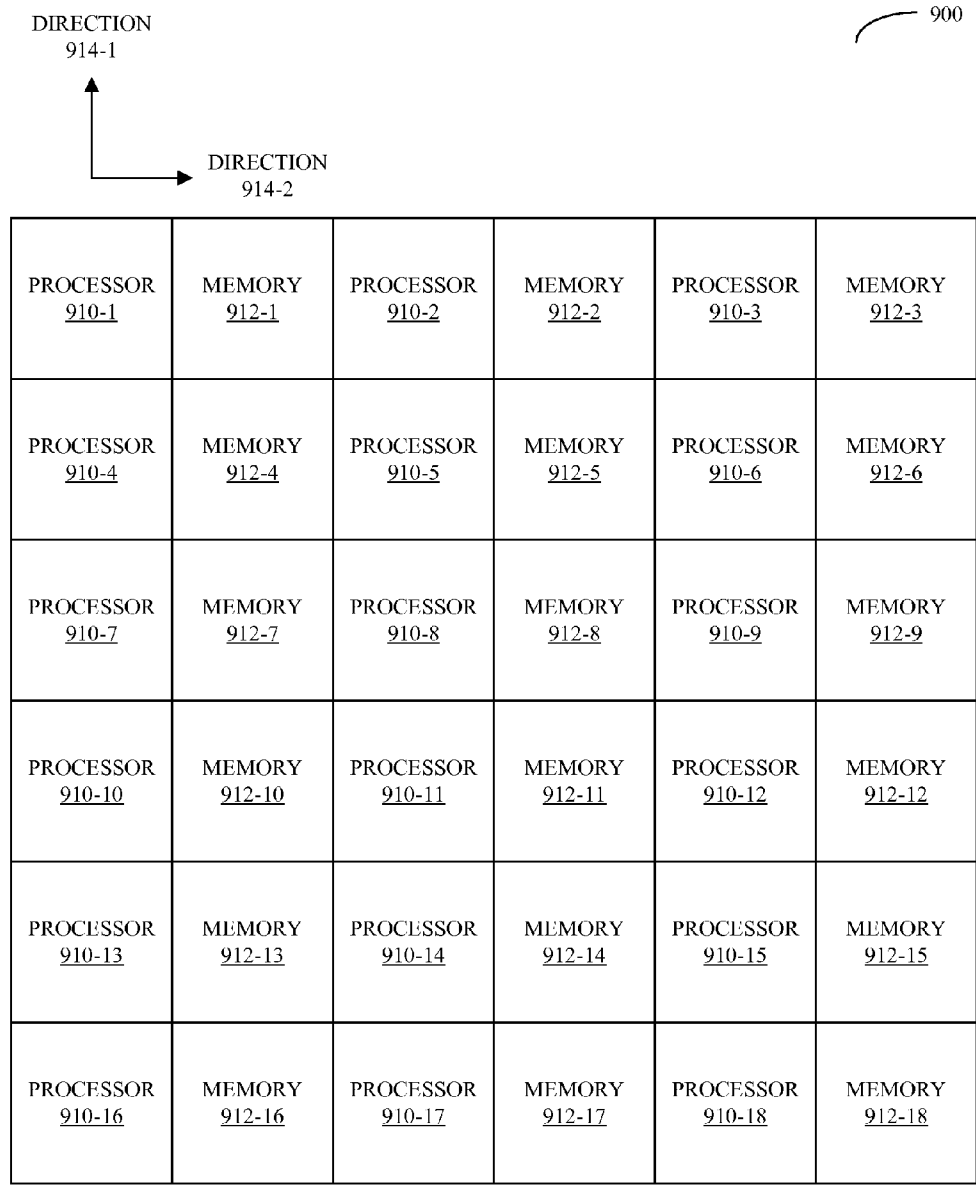 DIRECTION
914-1
900
DIRECTION
914-2
PROCESSOR
910-1
MEMORY
912-1
PROCESSOR
910-2
MEMORY
912-2
PROCESSOR
910-3
MEMORY
912-3
PROCESSOR
910-4
MEMORY
912-4
PROCESSOR
910-5
MEMORY
912-5
PROCESSOR
910-6
MEMORY
912-6
PROCESSOR
910-7
MEMORY
912-7
PROCESSOR
910-8
MEMORY
912-8
PROCESSOR
910-9
MEMORY
912-9
PROCESSOR
910-10
MEMORY
912-10
PROCESSOR
910-11
MEMORY
912-11
PROCESSOR
910-12
MEMORY
912-12
PROCESSOR
910-13
MEMORY
912-13
PROCESSOR
910-14
MEMORY
912-14
PROCESSOR
910-15
MEMORY
912-15
PROCESSOR
910-16
MEMORY
912-16
PROCESSOR
910-17
MEMORY
912-17
PROCESSOR
910-18
MEMORY
912-18